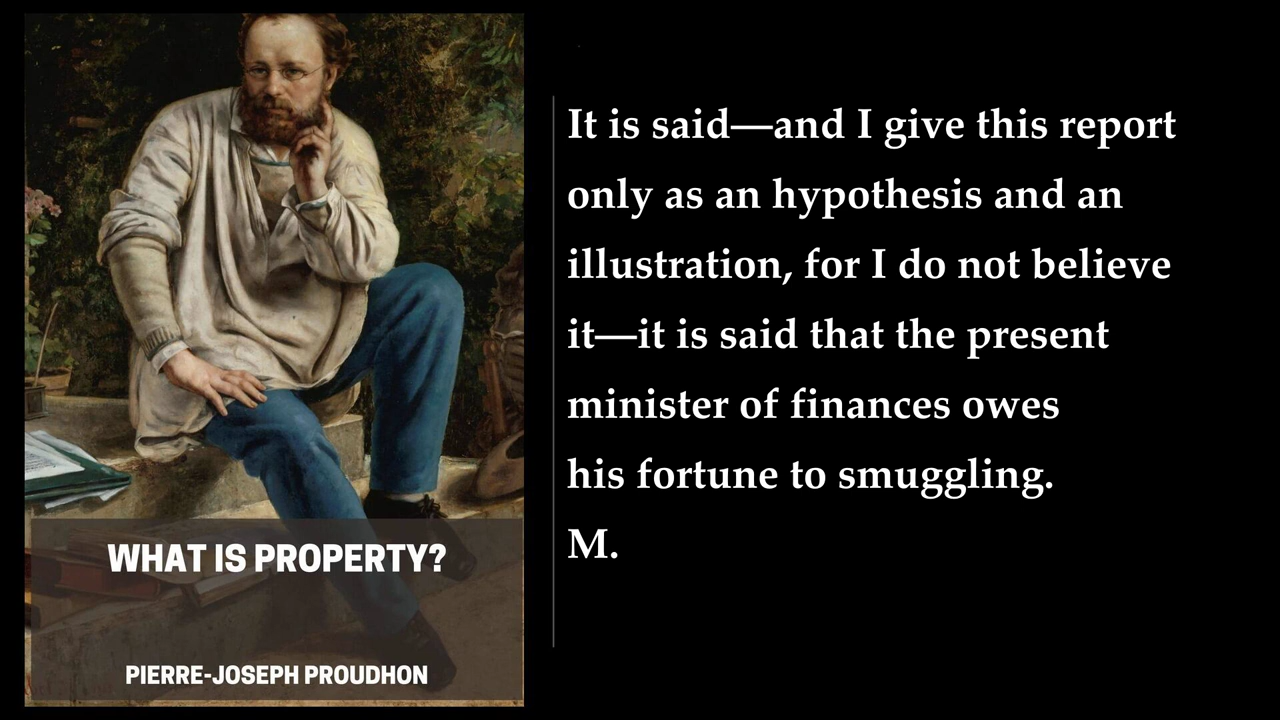 WHAT IS PROPERTY?
PIERRE-JOSEPH PROUDHON
It is said—and I give this report
only as an hypothesis and an
illustration, for I do not believe
it—it is said that the present
minister of finances owes
his fortune to smuggling.
M.